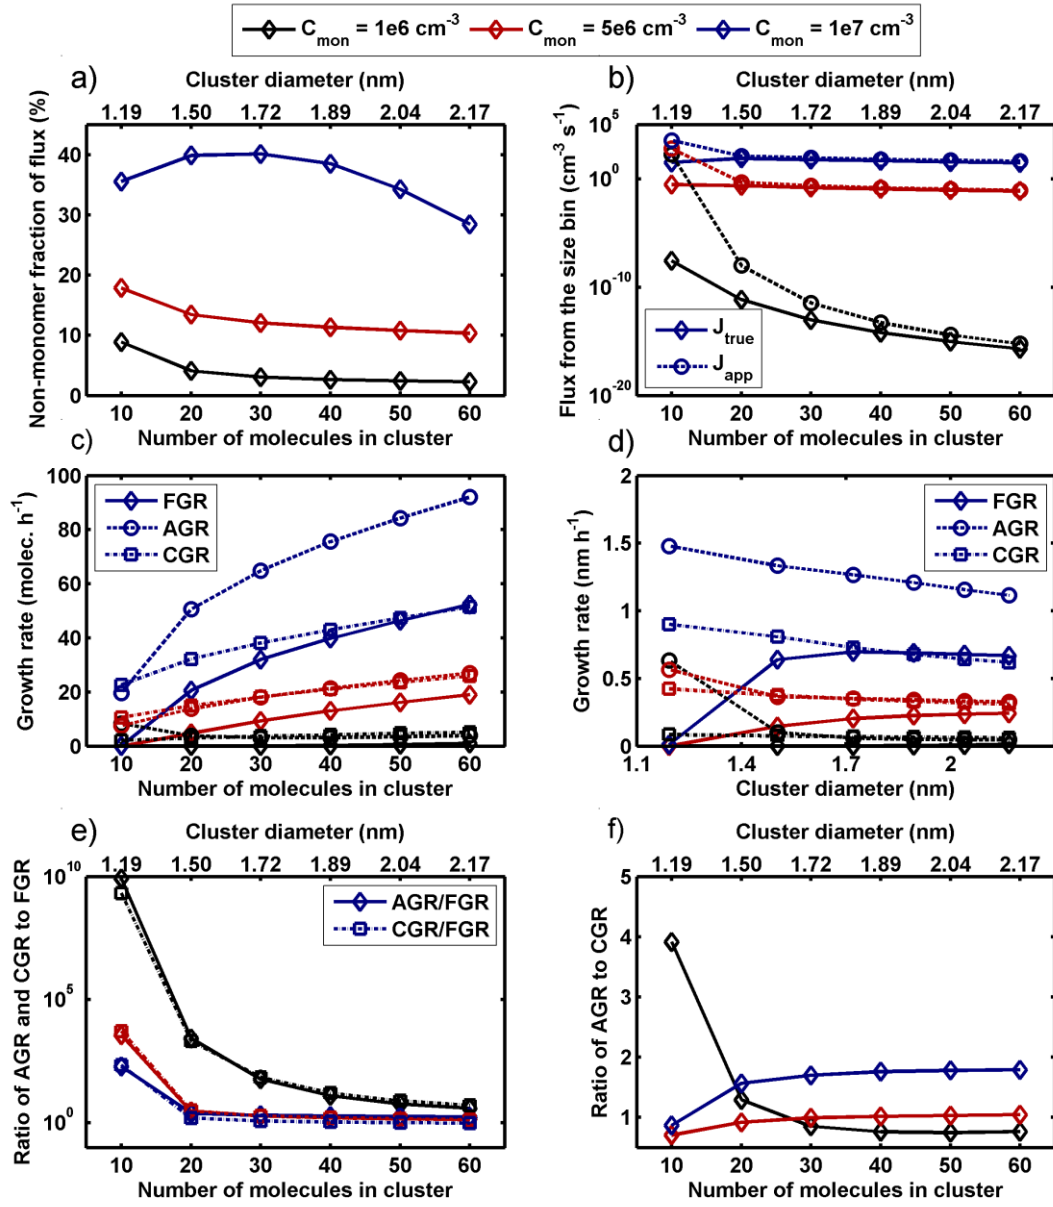 C_mon = 1e6 cm^-3 C_mon = 5e6 cm^-3 C_mon = 1e7 cm^-3
a)
Cluster diameter (nm)
1.19 1.50 1.72 1.89 2.04 2.17
Non-monomer fraction of flux (%)
40
30
20
10
0
10 20 30 40 50 60
Number of molecules in cluster
b)
Cluster diameter (nm)
1.19 1.50 1.72 1.89 2.04 2.17
Flux from the size bin (cm^-3 s^-1)
10^5
10^0
10^-10
10^-20
J_true
J_app
10 20 30 40 50 60
Number of molecules in cluster
c)
Growth rate (molec. h^-1)
100
80
60
40
20
0
FGR
AGR
CGR
10 20 30 40 50 60
Number of molecules in cluster
d)
Growth rate (nm h^-1)
2
1.5
1
0.5
0
FGR
AGR
CGR
1.1 1.4 1.7 2
Cluster diameter (nm)
e)
Cluster diameter (nm)
1.19 1.50 1.72 1.89 2.04 2.17
Ratio of AGR and CGR to FGR
10^10
10^5
10^0
AGR/FGR
CGR/FGR
10 20 30 40 50 60
Number of molecules in cluster
f)
Cluster diameter (nm)
1.19 1.50 1.72 1.89 2.04 2.17
Ratio of AGR to CGR
5
4
3
2
1
10 20 30 40 50 60
Number of molecules in cluster